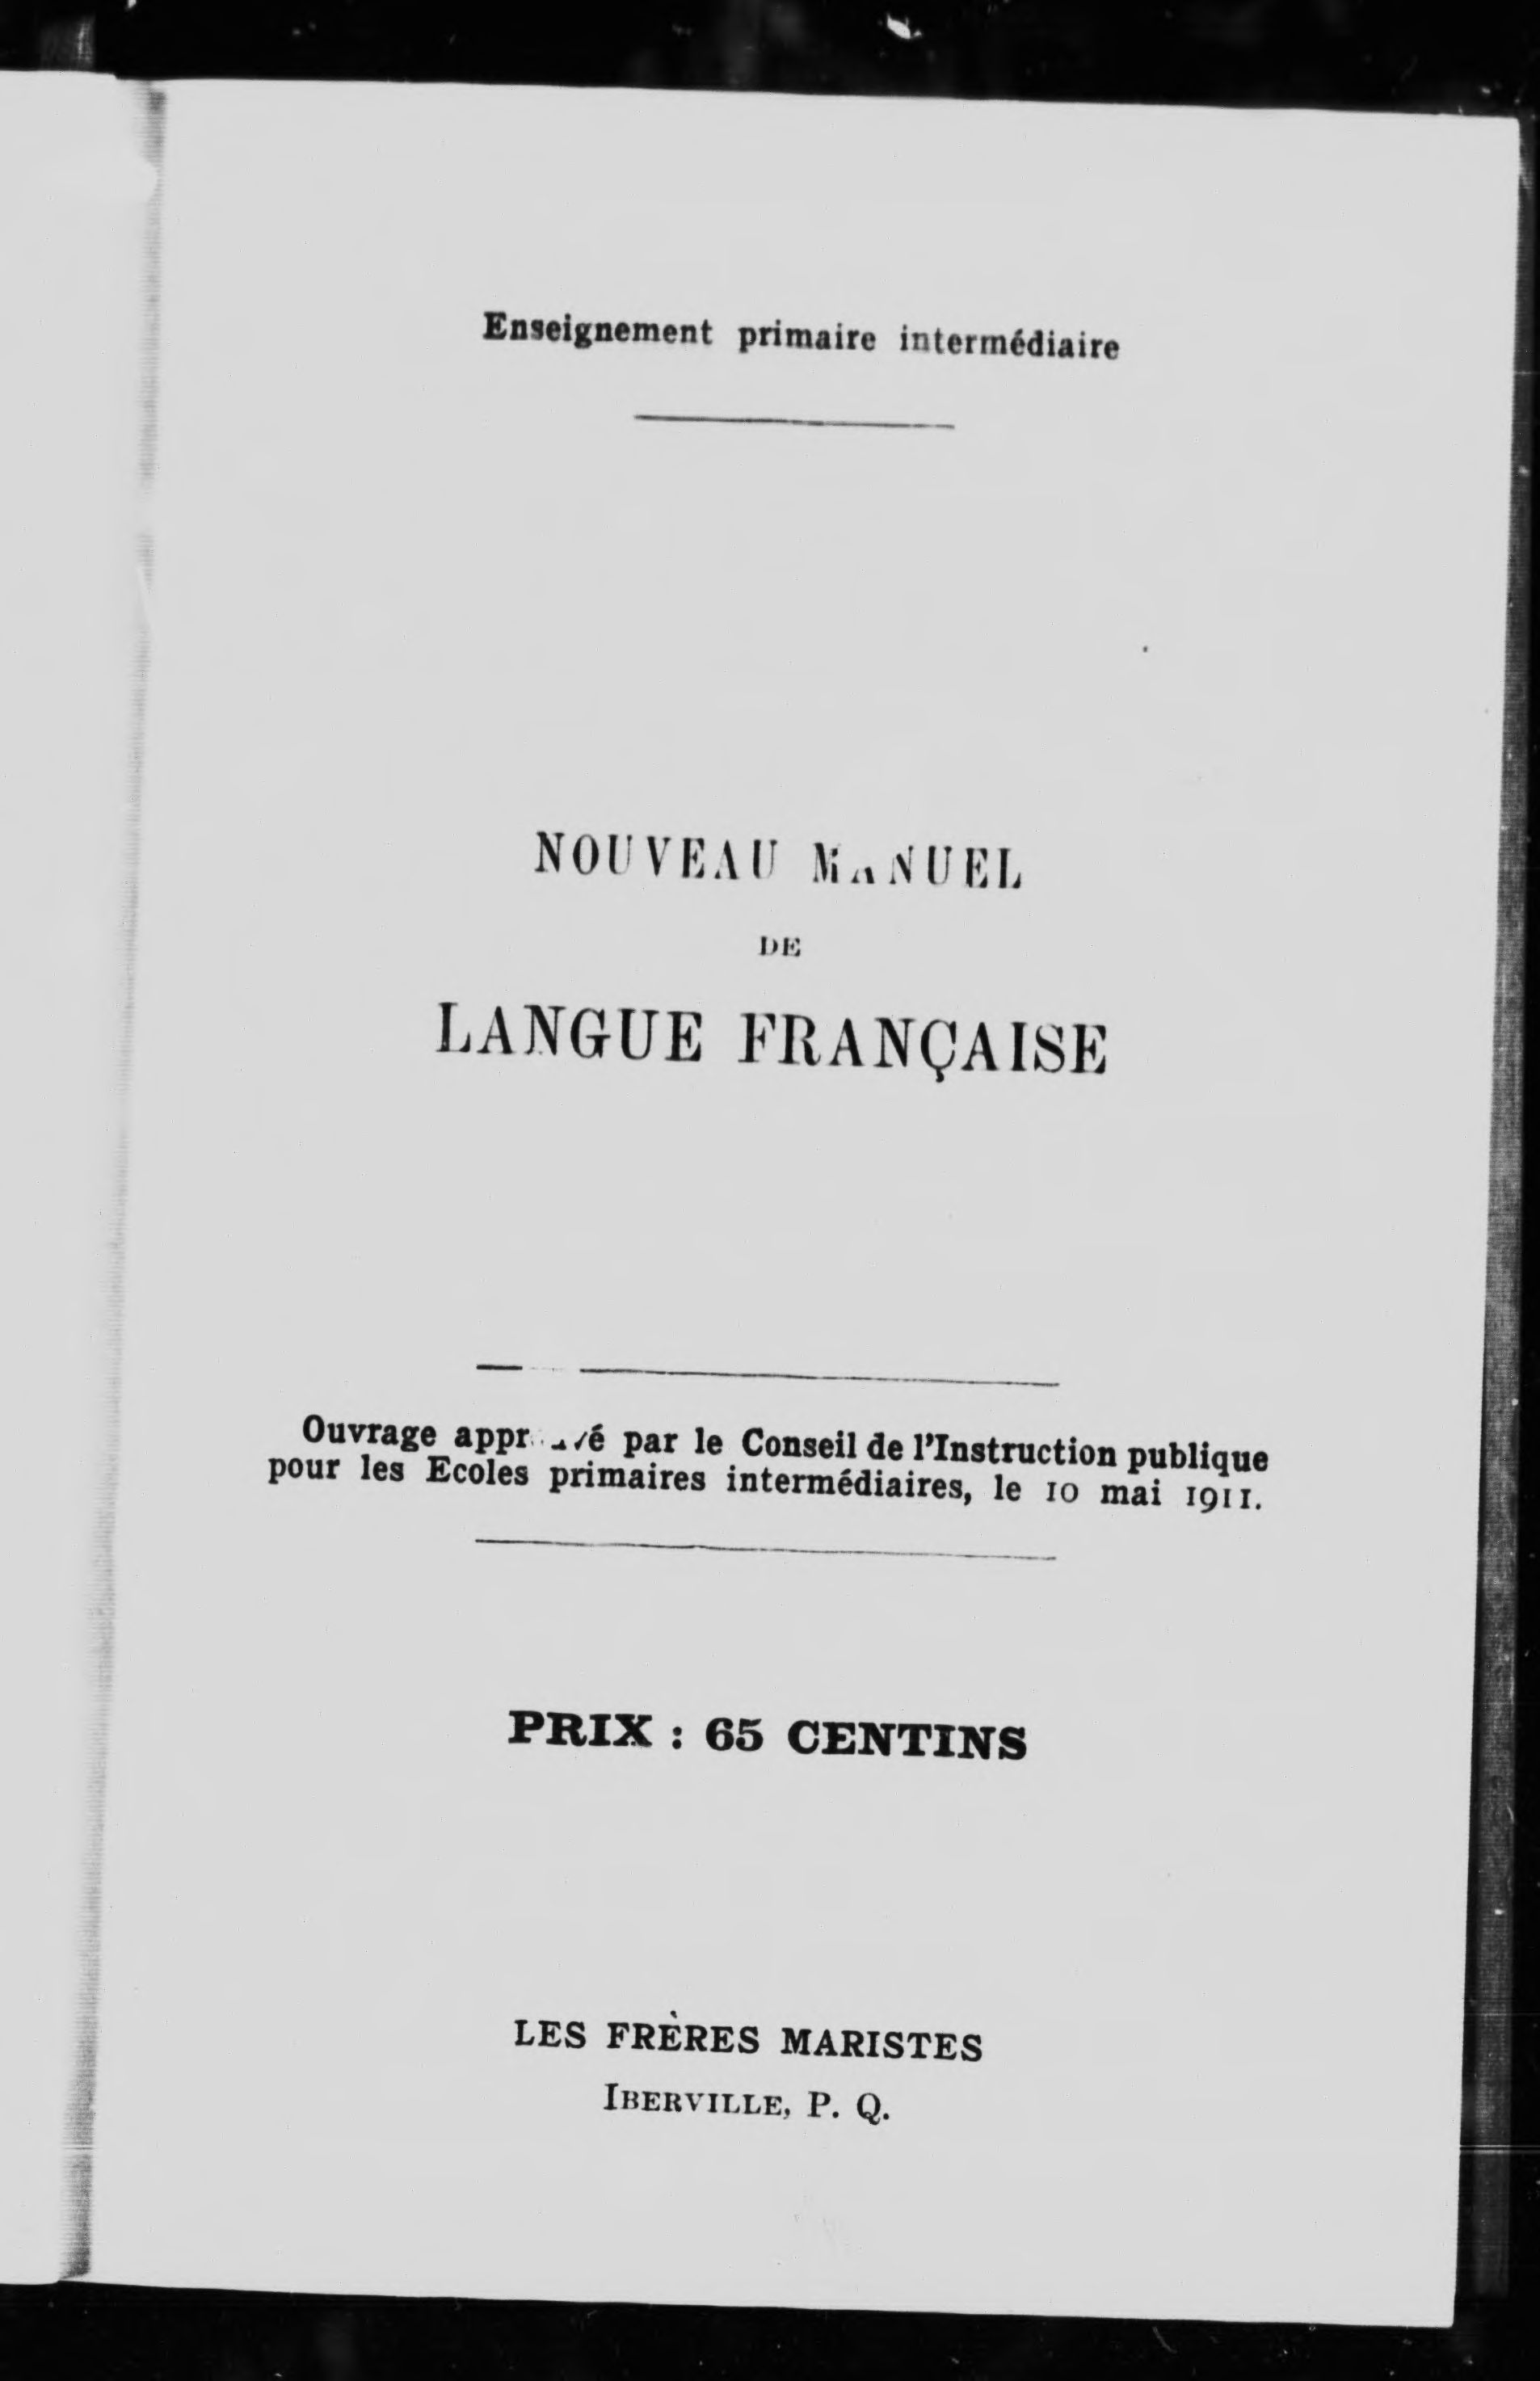 Enseignement primaire intermédiaire
NOUVEAU MANUEL
DE
LANGUE FRANÇAISE
Ouvrage approuvé par le Conseil de l'Instruction publique
pour les Ecoles primaires intermédiaires, le 10 mai 1911.
PRIX : 65 CENTINS
LES FRÈRES MARISTES
IBERVILLE, P. Q.